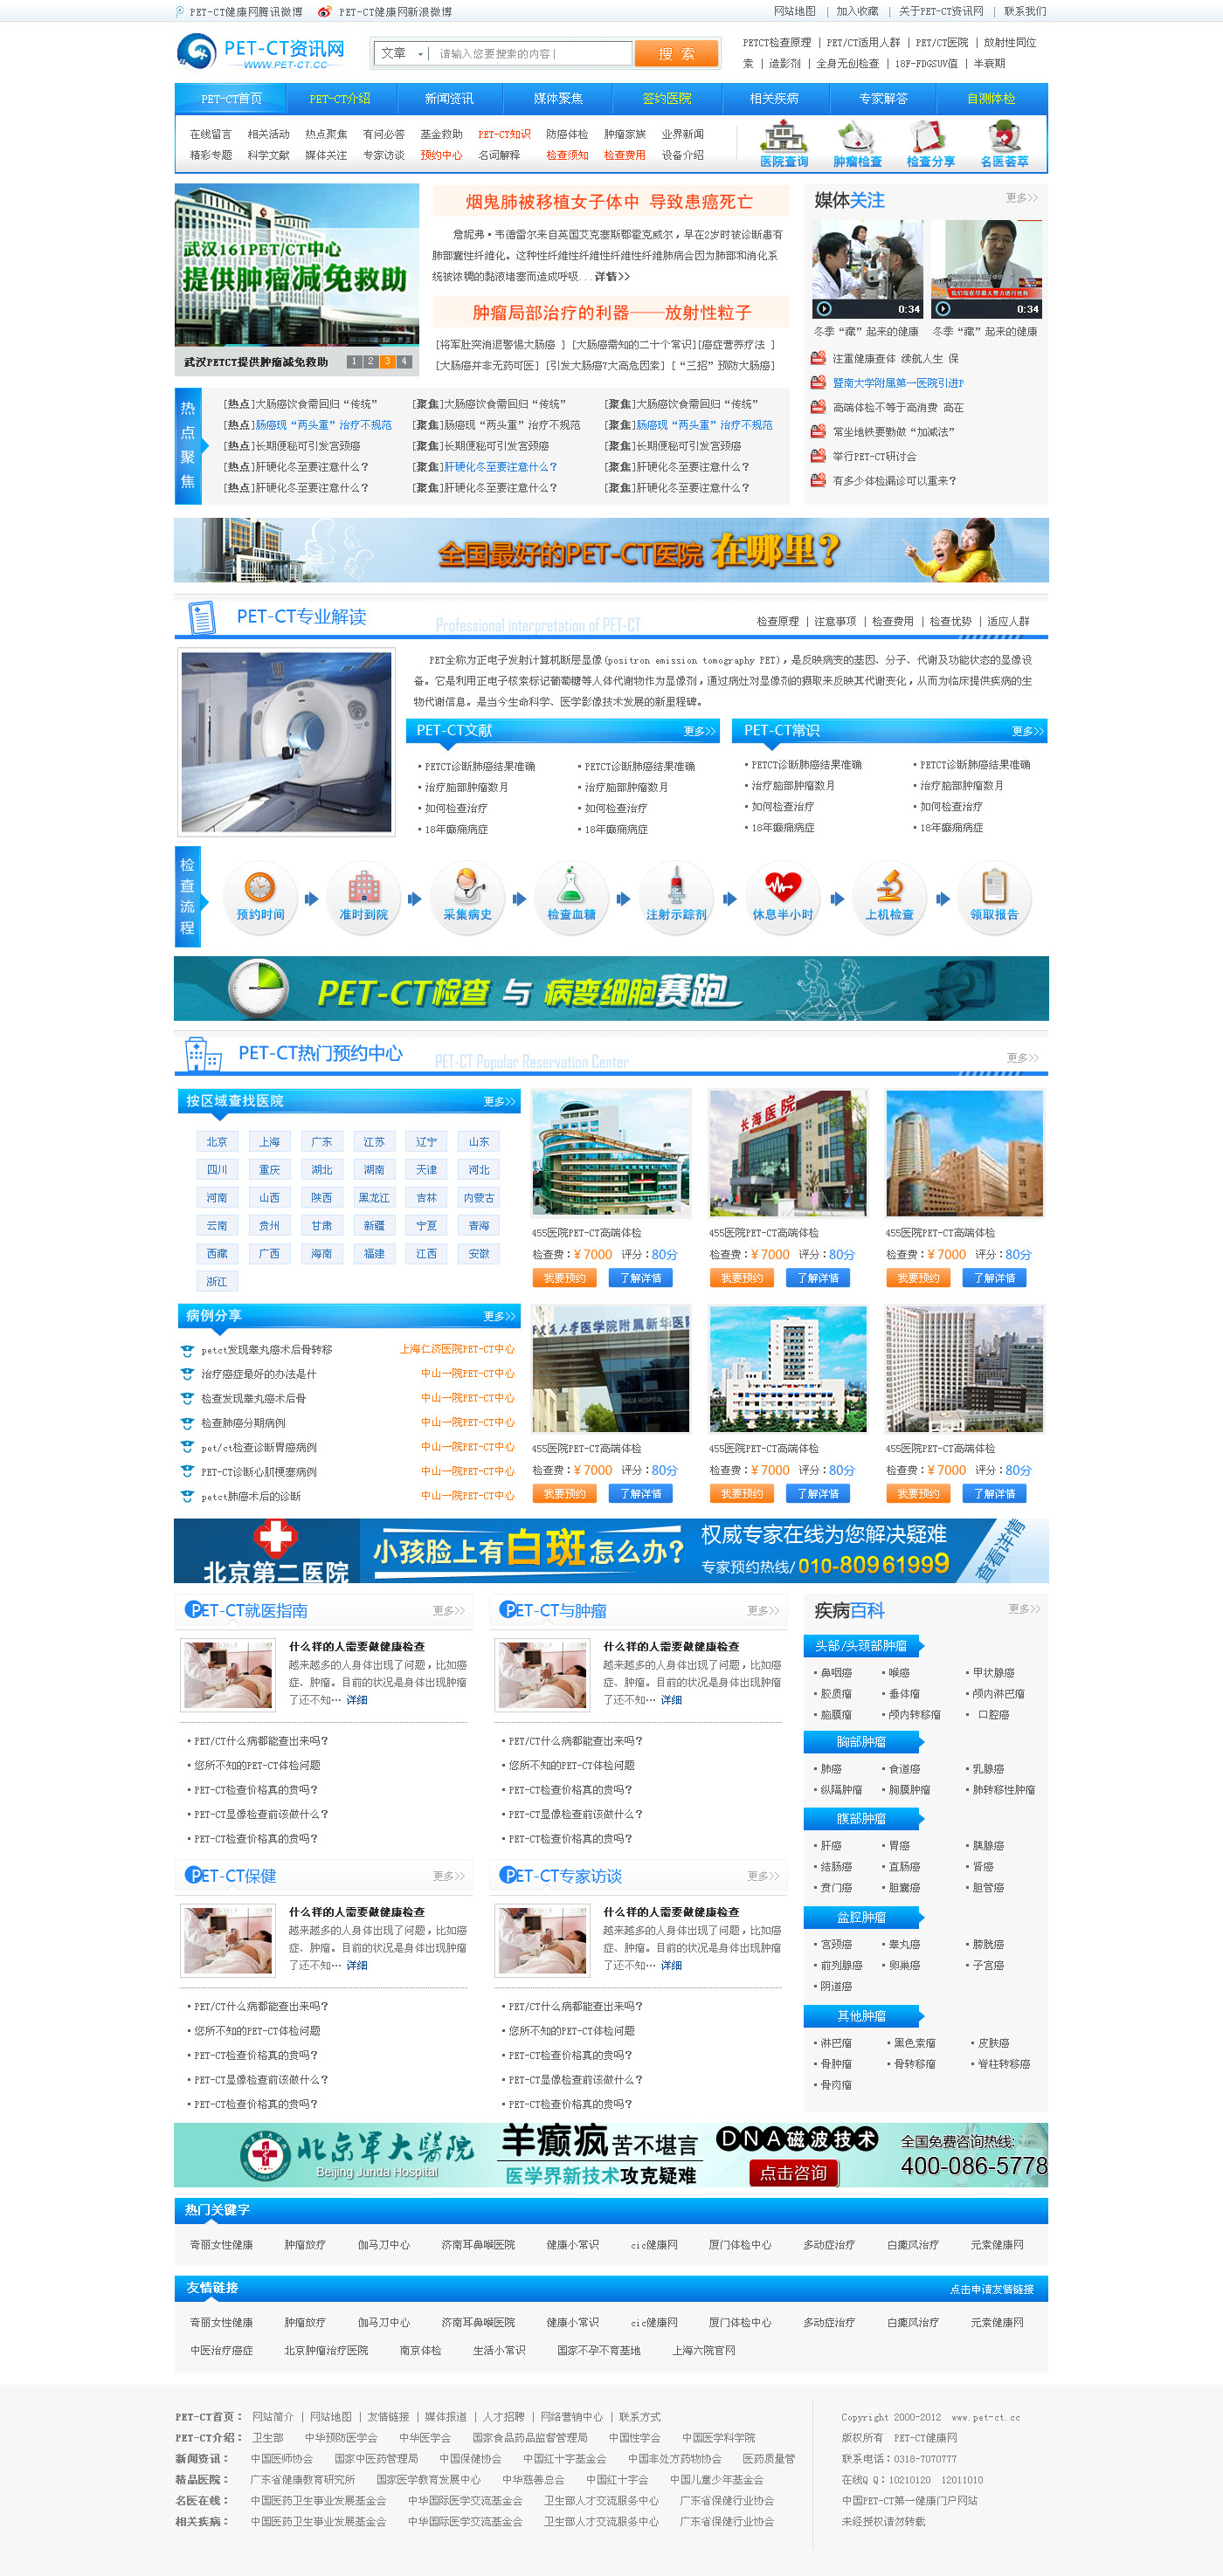 PET-CT健康网腾讯微博 PET-CT健康网新浪微博 网站地图 | 加入收藏 | 关于PET-CT资讯网 | 联系我们
PET-CT资讯网
WWW.PET-CT.CC
文章 请输入您要搜索的内容| 搜 索
PETCT检查原理 | PET/CT适用人群 | PET/CT医院 | 放射性同位
素 | 造影剂 | 全身无创检查 | 18F-FDGSUV值 | 半衰期
PET-CT首页 PET-CT介绍 新闻资讯 媒体聚焦 签约医院 相关疾病 专家解答 自测体检
在线留言 相关活动 热点聚焦 有问必答 基金救助 PET-CT知识 防癌体检 肿瘤家族 业界新闻
精彩专题 科学文献 媒体关注 专家访谈 预约中心 名词解释 检查须知 检查费用 设备介绍
医院查询 肿瘤检查 检查分享 名医荟萃
武汉161PET/CT中心
提供肿瘤减免救助
武汉PETCT提供肿瘤减免救助 1 2 3 4
烟鬼肺被移植女子体中 导致患癌死亡
詹妮弗·韦德雷尔来自英国艾克塞斯郡霍克威尔，早在2岁时被诊断患有
肺部囊性纤维化。这种性纤维性纤维性纤维性纤维肺病会因为肺部和消化系
统被浓稠的黏液堵塞而造成呼吸...详情>>
肿瘤局部治疗的利器——放射性粒子
[将军肚突消退警惕大肠癌 ] [大肠癌需知的二十个常识][癌症营养疗法 ]
[大肠癌并非无药可医] [引发大肠癌7大高危因素] [“三招”预防大肠癌]
媒体关注 更多>>
0:34 0:34
冬季“藏”起来的健康 冬季“藏”起来的健康
注重健康查体 续航人生 保
暨南大学附属第一医院引进P
高端体检不等于高消费 高在
常坐地铁要勤做“加减法”
举行PET-CT研讨会
有多少体检漏诊可以重来?
热点聚焦
[热点]大肠癌饮食需回归“传统” [聚焦]大肠癌饮食需回归“传统” [聚焦]大肠癌饮食需回归“传统”
[热点]肠癌现“两头重”治疗不规范 [聚焦]肠癌现“两头重”治疗不规范 [聚焦]肠癌现“两头重”治疗不规范
[热点]长期便秘可引发宫颈癌 [聚焦]长期便秘可引发宫颈癌 [聚焦]长期便秘可引发宫颈癌
[热点]肝硬化冬至要注意什么? [聚焦]肝硬化冬至要注意什么? [聚焦]肝硬化冬至要注意什么?
[热点]肝硬化冬至要注意什么? [聚焦]肝硬化冬至要注意什么? [聚焦]肝硬化冬至要注意什么?
全国最好的PET-CT医院 在哪里?
PET-CT专业解读 Professional interpretation of PET-CT 检查原理 | 注意事项 | 检查费用 | 检查优势 | 适应人群
PET全称为正电子发射计算机断层显像(positron emission tomography PET)，是反映病变的基因、分子、代谢及功能状态的显像设
备。它是利用正电子核素标记葡萄糖等人体代谢物作为显像剂，通过病灶对显像剂的摄取来反映其代谢变化，从而为临床提供疾病的生
物代谢信息。是当今生命科学、医学影像技术发展的新里程碑。
PET-CT文献 更多>> PET-CT常识 更多>>
PETCT诊断肺癌结果准确 PETCT诊断肺癌结果准确 PETCT诊断肺癌结果准确 PETCT诊断肺癌结果准确
治疗脑部肿瘤数月 治疗脑部肿瘤数月 治疗脑部肿瘤数月 治疗脑部肿瘤数月
如何检查治疗 如何检查治疗 如何检查治疗 如何检查治疗
18年癫痫病症 18年癫痫病症 18年癫痫病症 18年癫痫病症
检查流程
预约时间 准时到院 采集病史 检查血糖 注射示踪剂 休息半小时 上机检查 领取报告
PET-CT检查 与 病变细胞赛跑
PET-CT热门预约中心 PET-CT Popular Reservation Center 更多>>
按区域查找医院 更多>>
北京 上海 广东 江苏 辽宁 山东
四川 重庆 湖北 湖南 天津 河北
河南 山西 陕西 黑龙江 吉林 内蒙古
云南 贵州 甘肃 新疆 宁夏 青海
西藏 广西 海南 福建 江西 安徽
浙江
长海医院
455医院PET-CT高端体检 455医院PET-CT高端体检 455医院PET-CT高端体检
检查费：¥7000 评分：80分 检查费：¥7000 评分：80分 检查费：¥7000 评分：80分
我要预约 了解详情 我要预约 了解详情 我要预约 了解详情
病例分享 更多>>
petct发现睾丸癌术后骨转移 上海仁济医院PET-CT中心
治疗癌症最好的办法是什 中山一院PET-CT中心
检查发现睾丸癌术后骨 中山一院PET-CT中心
检查肺癌分期病例 中山一院PET-CT中心
pet/ct检查诊断胃癌病例 中山一院PET-CT中心
PET-CT诊断心肌梗塞病例 中山一院PET-CT中心
petct肺癌术后的诊断 中山一院PET-CT中心
交通大学医学院附属新华医院
455医院PET-CT高端体检 455医院PET-CT高端体检 455医院PET-CT高端体检
检查费：¥7000 评分：80分 检查费：¥7000 评分：80分 检查费：¥7000 评分：80分
我要预约 了解详情 我要预约 了解详情 我要预约 了解详情
北京第二医院
小孩脸上有白斑怎么办?
权威专家在线为您解决疑难
专家预约热线/010-80961999
查看详情
PET-CT就医指南 更多>> PET-CT与肿瘤 更多>>
什么样的人需要做健康检查 什么样的人需要做健康检查
越来越多的人身体出现了问题，比如癌 越来越多的人身体出现了问题，比如癌
症、肿瘤。目前的状况是身体出现肿瘤 症、肿瘤。目前的状况是身体出现肿瘤
了还不知… 详细 了还不知… 详细
PET/CT什么病都能查出来吗? PET/CT什么病都能查出来吗?
您所不知的PET-CT体检问题 您所不知的PET-CT体检问题
PET-CT检查价格真的贵吗? PET-CT检查价格真的贵吗?
PET-CT显像检查前该做什么? PET-CT显像检查前该做什么?
PET-CT检查价格真的贵吗? PET-CT检查价格真的贵吗?
PET-CT保健 更多>> PET-CT专家访谈 更多>>
什么样的人需要做健康检查 什么样的人需要做健康检查
越来越多的人身体出现了问题，比如癌 越来越多的人身体出现了问题，比如癌
症、肿瘤。目前的状况是身体出现肿瘤 症、肿瘤。目前的状况是身体出现肿瘤
了还不知… 详细 了还不知… 详细
PET/CT什么病都能查出来吗? PET/CT什么病都能查出来吗?
您所不知的PET-CT体检问题 您所不知的PET-CT体检问题
PET-CT检查价格真的贵吗? PET-CT检查价格真的贵吗?
PET-CT显像检查前该做什么? PET-CT显像检查前该做什么?
PET-CT检查价格真的贵吗? PET-CT检查价格真的贵吗?
疾病百科 更多>>
头部/头颈部肿瘤
鼻咽癌 喉癌 甲状腺癌
胶质瘤 垂体瘤 颅内淋巴瘤
脑膜瘤 颅内转移瘤 口腔癌
胸部肿瘤
肺癌 食道癌 乳腺癌
纵隔肿瘤 胸膜肿瘤 肺转移性肿瘤
腹部肿瘤
肝癌 胃癌 胰腺癌
结肠癌 直肠癌 肾癌
贲门癌 胆囊癌 胆管癌
盆腔肿瘤
宫颈癌 睾丸癌 膀胱癌
前列腺癌 卵巢癌 子宫癌
阴道癌
其他肿瘤
淋巴瘤 黑色素瘤 皮肤癌
骨肿瘤 骨转移瘤 脊柱转移癌
骨肉瘤
北京军大醫院
Beijing Junda Hospital
羊癫疯苦不堪言
医学界新技术攻克疑难
DNA磁波技术
点击咨询
全国免费咨询热线:
400-086-5778
热门关键字
奇丽女性健康 肿瘤放疗 伽马刀中心 济南耳鼻喉医院 健康小常识 cic健康网 厦门体检中心 多动症治疗 白癜风治疗 元素健康网
友情链接 点击申请友情链接
奇丽女性健康 肿瘤放疗 伽马刀中心 济南耳鼻喉医院 健康小常识 cic健康网 厦门体检中心 多动症治疗 白癜风治疗 元素健康网
中医治疗癌症 北京肿瘤治疗医院 南京体检 生活小常识 国家不孕不育基地 上海六院官网
PET-CT首页： 网站简介 | 网站地图 | 友情链接 | 媒体报道 | 人才招聘 | 网络营销中心 | 联系方式
PET-CT介绍： 卫生部 中华预防医学会 中华医学会 国家食品药品监督管理局 中国性学会 中国医学科学院
新闻资讯： 中国医师协会 国家中医药管理局 中国保健协会 中国红十字基金会 中国非处方药物协会 医药质量管
精品医院： 广东省健康教育研究所 国家医学教育发展中心 中华慈善总会 中国红十字会 中国儿童少年基金会
名医在线： 中国医药卫生事业发展基金会 中华国际医学交流基金会 卫生部人才交流服务中心 广东省保健行业协会
相关疾病： 中国医药卫生事业发展基金会 中华国际医学交流基金会 卫生部人才交流服务中心 广东省保健行业协会
Copyright 2000-2012 www.pet-ct.cc
版权所有 PET-CT健康网
联系电话：0318-7070777
在线Q Q：10210120 12011010
中国PET-CT第一健康门户网站
未经授权请勿转载